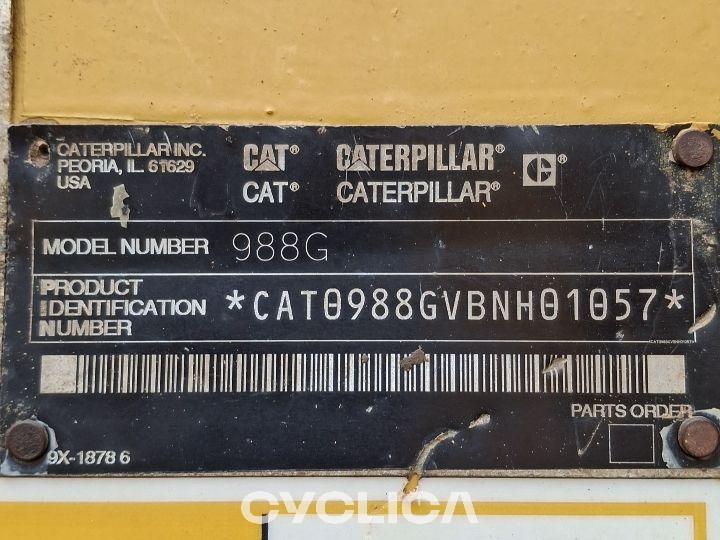 CATERPILLAR INC.
PEORIA, IL. 61629
USA
CAT® CATERPILLAR® C®
CAT® CATERPILLAR®
MODEL NUMBER 988G
PRODUCT
IDENTIFICATION
NUMBER
*CAT0988GVBNH01057*
*CAT0988GVBNH01057*
PARTS ORDER
9X-1878 6
CYCLICA